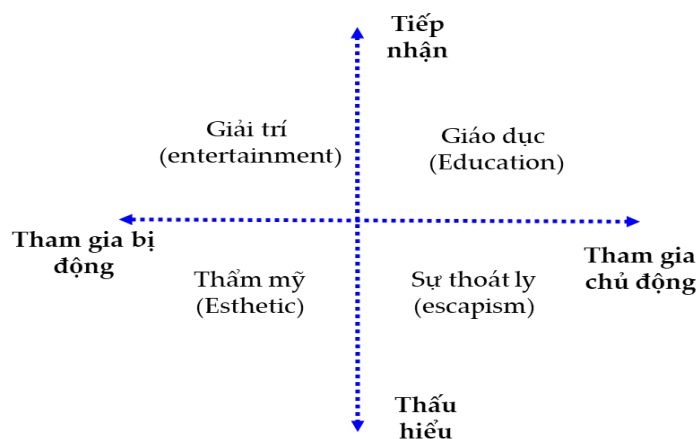 Tiếp
nhận
Giải trí
(entertainment)
Giáo dục
(Education)
Tham gia bị
động
Tham gia
chủ động
Thẩm mỹ
(Esthetic)
Sự thoát ly
(escapism)
Thấu
hiểu